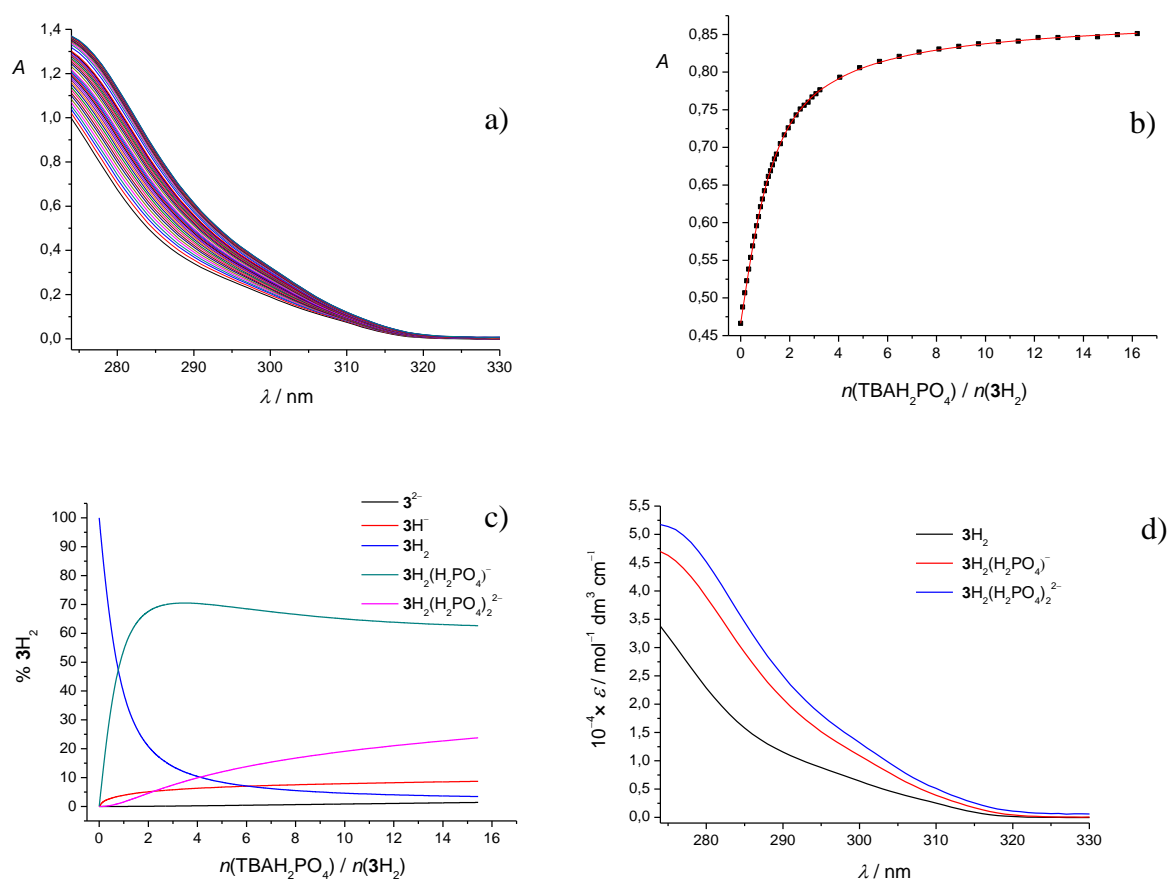 1,4
1,2
1,0
0,8
0,6
0,4
0,2
0,0
A
a)
280 290 300 310 320 330
λ / nm
0,85
0,80
0,75
0,70
0,65
0,60
0,55
0,50
0,45
A
b)
0 2 4 6 8 10 12 14 16
n(TBAH₂PO₄) / n(3H₂)
100
90
80
70
60
50
40
30
20
10
0
% 3H₂
c)
3²⁻
3H⁻
3H₂
3H₂(H₂PO₄)⁻
3H₂(H₂PO₄)₂²⁻
0 2 4 6 8 10 12 14 16
n(TBAH₂PO₄) / n(3H₂)
5,5
5,0
4,5
4,0
3,5
3,0
2,5
2,0
1,5
1,0
0,5
0,0
10⁻⁴ × ε / mol⁻¹ dm³ cm⁻¹
d)
3H₂
3H₂(H₂PO₄)⁻
3H₂(H₂PO₄)₂²⁻
280 290 300 310 320 330
λ / nm